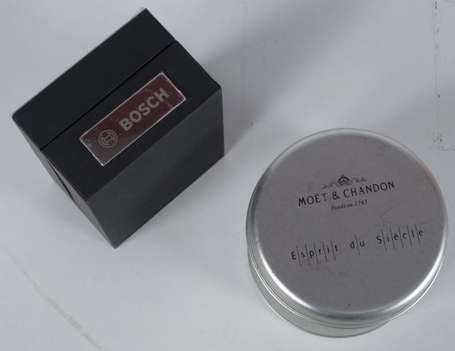 BOSCH
MOËT & CHANDON
Fondé en 1743
Esprit du Siècle